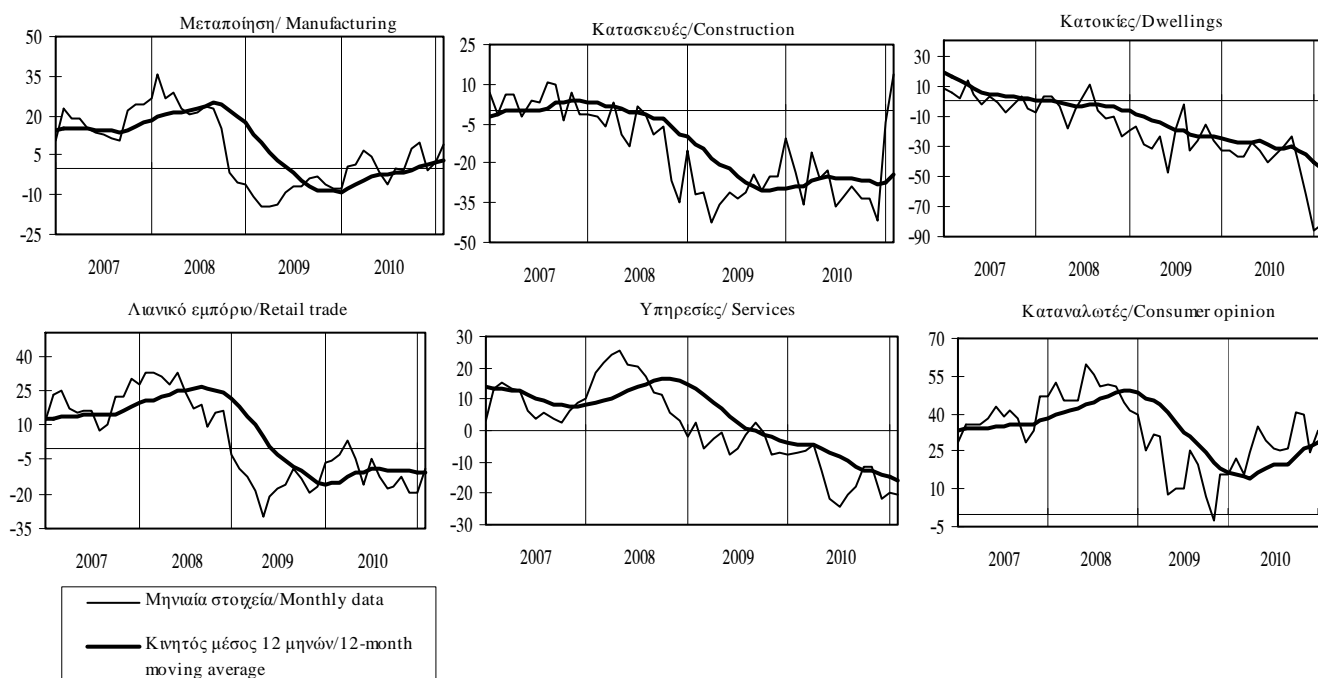 Μεταποίηση/ Manufacturing
50
35
20
5
-10
-25
2007 2008 2009 2010
Κατασκευές/Construction
25
10
-5
-20
-35
-50
2007 2008 2009 2010
Κατοικίες/Dwellings
30
10
-10
-30
-50
-70
-90
2007 2008 2009 2010
Λιανικό εμπόριο/Retail trade
40
25
10
-5
-20
-35
2007 2008 2009 2010
Υπηρεσίες/ Services
30
20
10
0
-10
-20
-30
2007 2008 2009 2010
Καταναλωτές/Consumer opinion
70
55
40
25
10
-5
2007 2008 2009 2010
Μηνιαία στοιχεία/Monthly data
Κινητός μέσος 12 μηνών/12-month
moving average